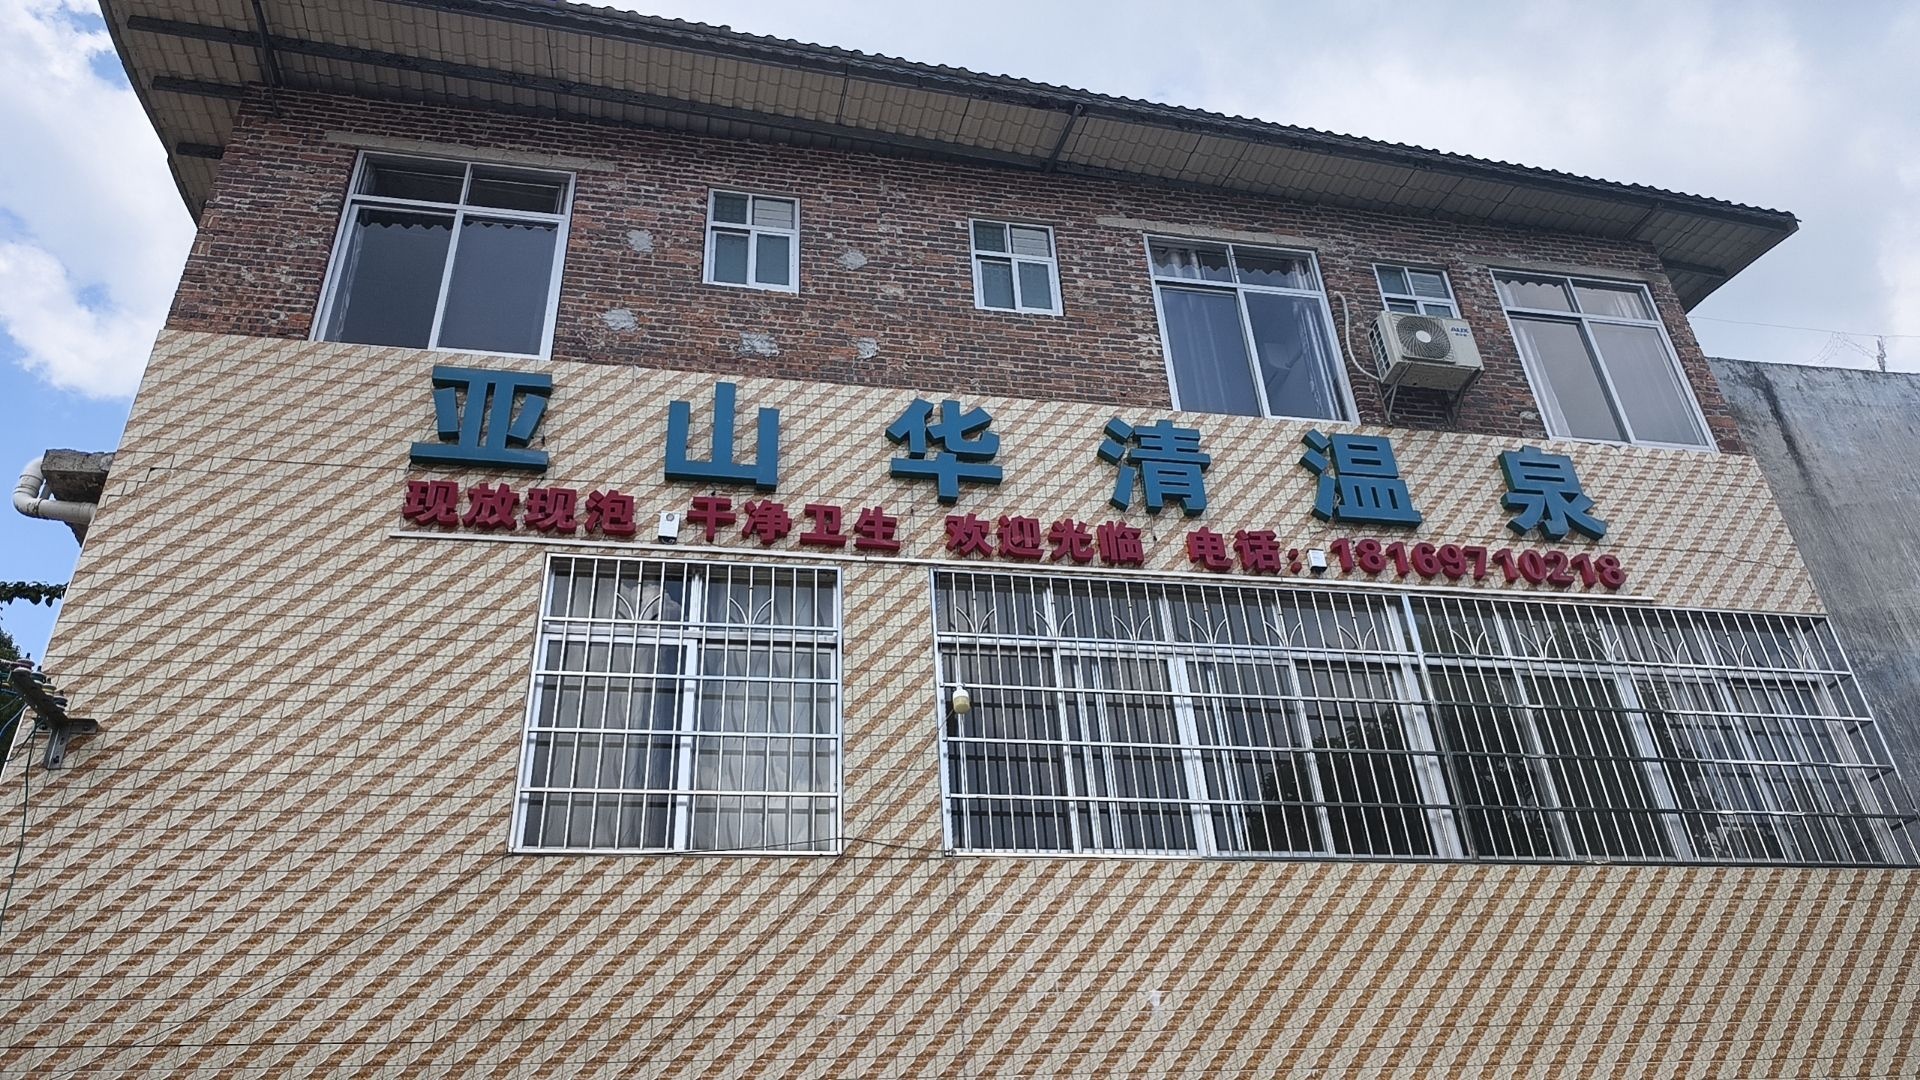 亚山华清温泉
现放现泡 干净卫生 欢迎光临 电话:18169710218
AUX